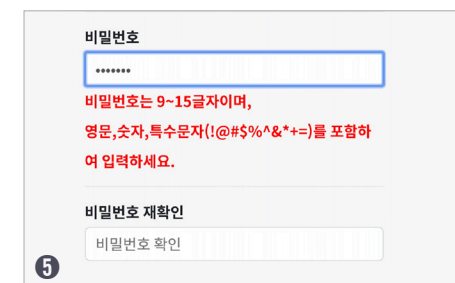 비밀번호
•••••••
비밀번호는 9~15글자이며,
영문,숫자,특수문자(!@#$%^&*+=)를 포함하
여 입력하세요.
비밀번호 재확인
비밀번호 확인
❺